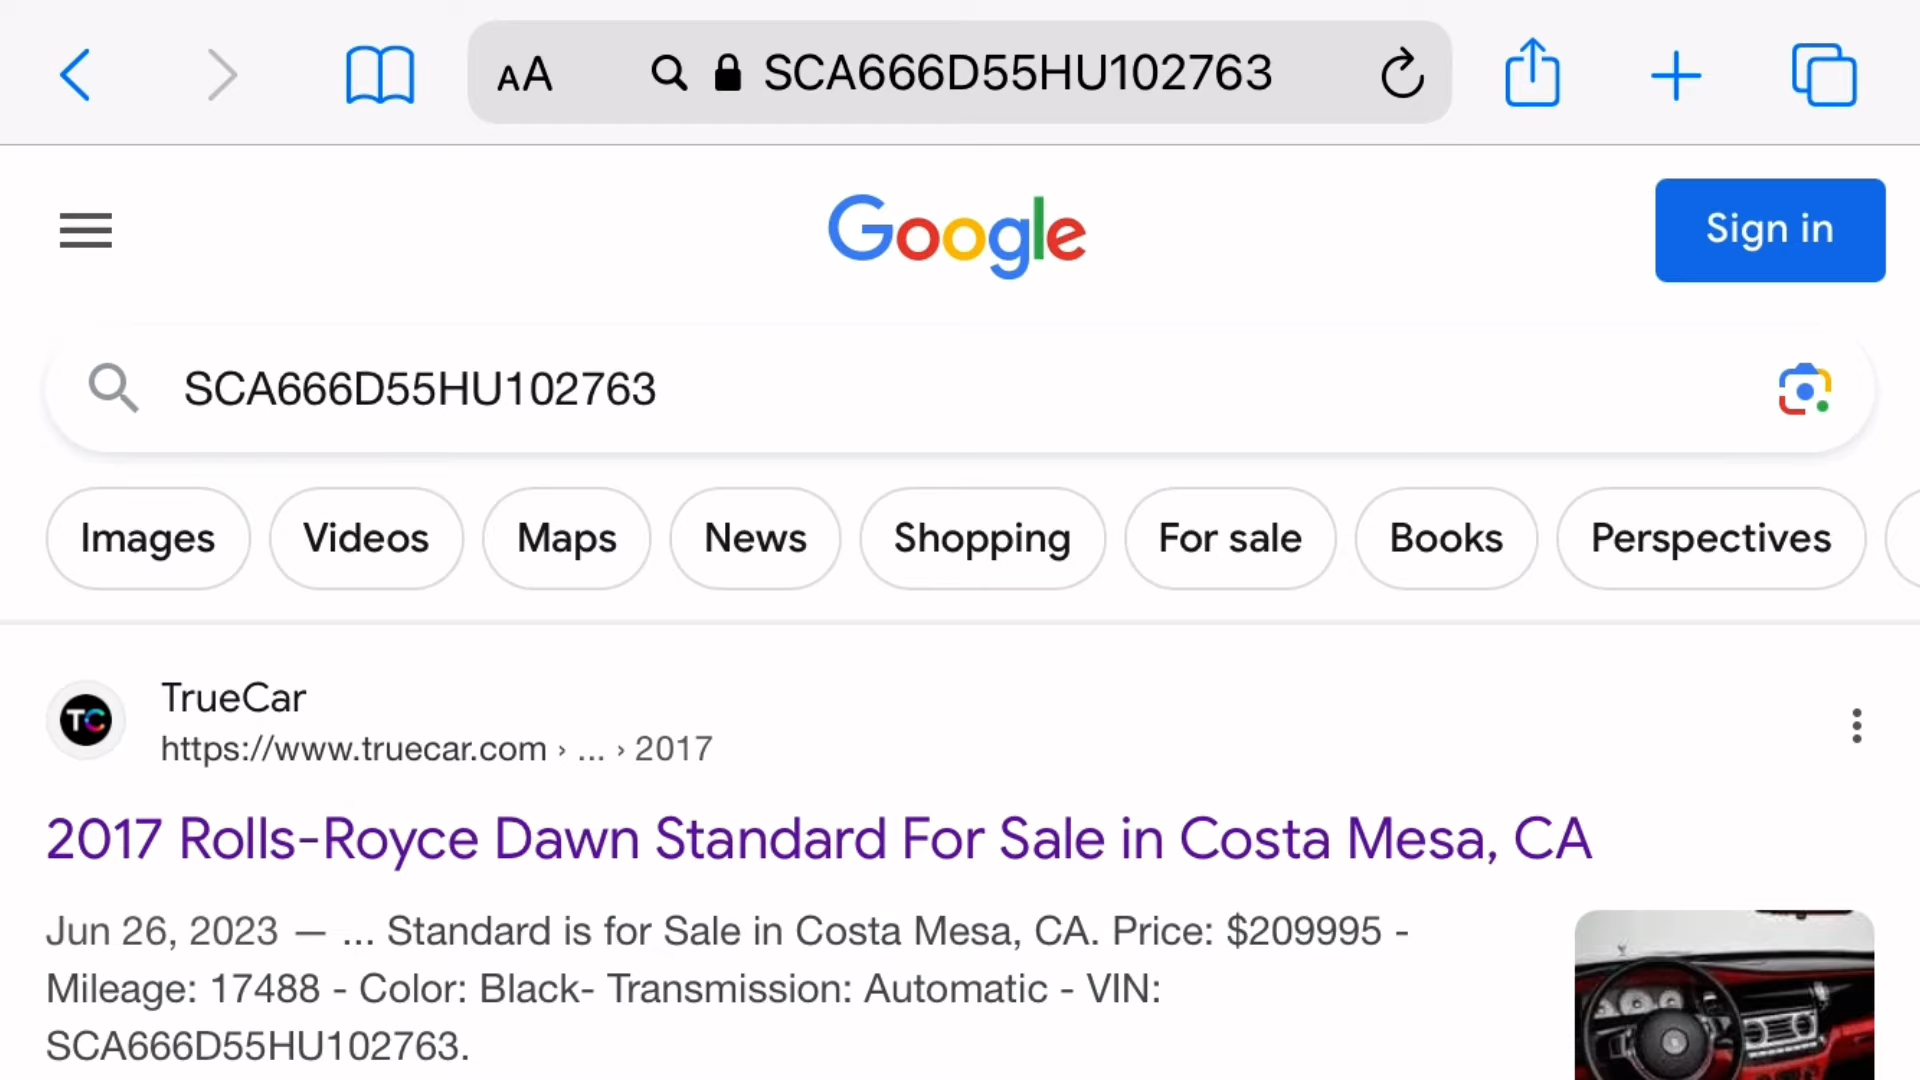 AA SCA666D55HU102763
Google
Sign in
SCA666D55HU102763
Images Videos Maps News Shopping For sale Books Perspectives
TC
TrueCar
https://www.truecar.com › ... › 2017
2017 Rolls-Royce Dawn Standard For Sale in Costa Mesa, CA
Jun 26, 2023 — ... Standard is for Sale in Costa Mesa, CA. Price: $209995 -
Mileage: 17488 - Color: Black- Transmission: Automatic - VIN:
SCA666D55HU102763.